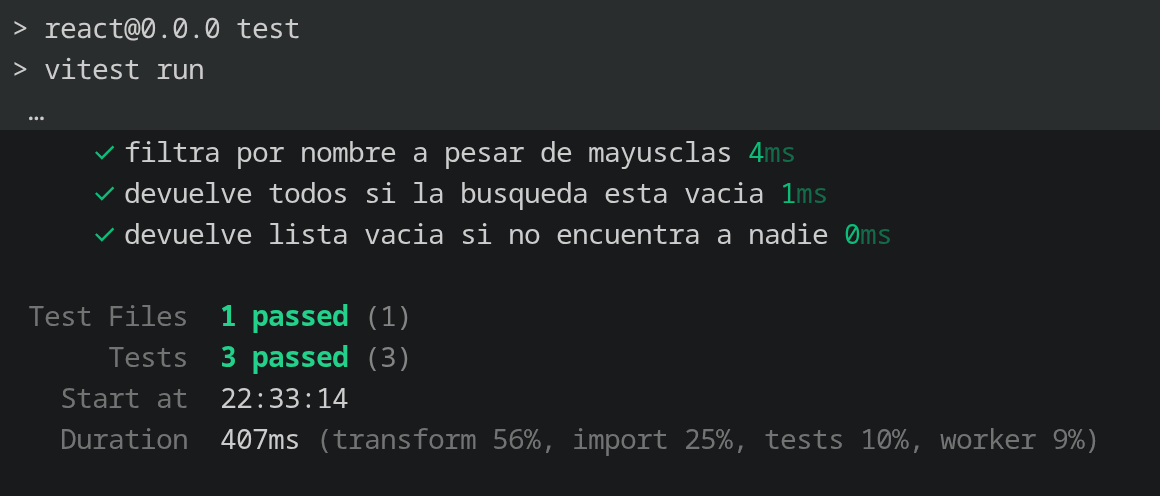 > react@0.0.0 test
> vitest run
…
✓ filtra por nombre a pesar de mayusclas 4ms
✓ devuelve todos si la busqueda esta vacia 1ms
✓ devuelve lista vacia si no encuentra a nadie 0ms
Test Files 1 passed (1)
Tests 3 passed (3)
Start at 22:33:14
Duration 407ms (transform 56%, import 25%, tests 10%, worker 9%)